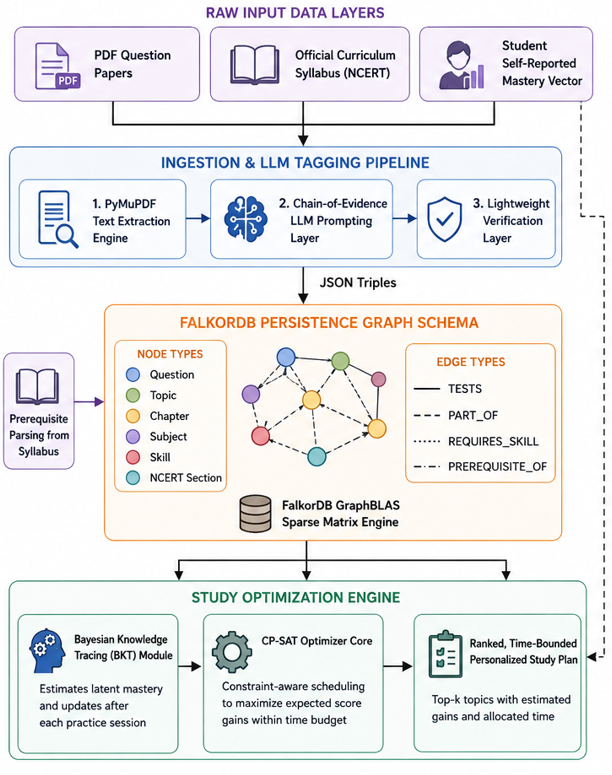 RAW INPUT DATA LAYERS
PDF Question
Papers
PDF
Official Curriculum
Syllabus (NCERT)
Student
Self-Reported
Mastery Vector
INGESTION & LLM TAGGING PIPELINE
1. PyMuPDF
Text Extraction
Engine
2. Chain-of-Evidence
LLM Prompting
Layer
3. Lightweight
Verification
Layer
JSON Triples
FALKORDB PERSISTENCE GRAPH SCHEMA
Prerequisite
Parsing from
Syllabus
NODE TYPES
Question
Topic
Chapter
Subject
Skill
NCERT Section
EDGE TYPES
TESTS
PART_OF
REQUIRES_SKILL
PREREQUISITE_OF
FalkorDB GraphBLAS
Sparse Matrix Engine
STUDY OPTIMIZATION ENGINE
Bayesian Knowledge
Tracing (BKT) Module
Estimates latent mastery
and updates after
each practice session
CP-SAT Optimizer Core
Constraint-aware scheduling
to maximize expected score
gains within time budget
Ranked, Time-Bounded
Personalized Study Plan
Top-k topics with estimated
gains and allocated time